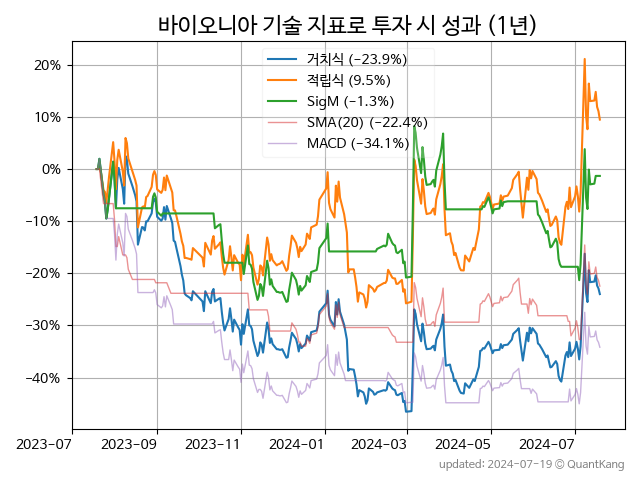 바이오니아 기술 지표로 투자 시 성과 (1년)
거치식 (−23.9%)
적립식 (9.5%)
SigM (−1.3%)
SMA(20) (−22.4%)
MACD (−34.1%)
20%
10%
0%
−10%
−20%
−30%
−40%
2023-07 2023-09 2023-11 2024-01 2024-03 2024-05 2024-07
updated: 2024-07-19 © QuantKang